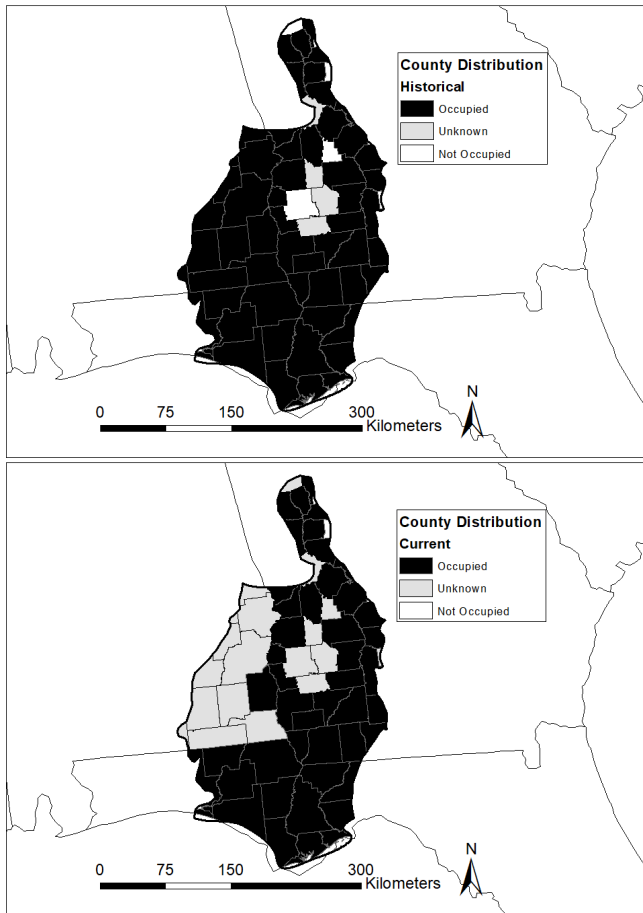 County Distribution
Historical
Occupied
Unknown
Not Occupied
N
0 75 150 300
Kilometers
County Distribution
Current
Occupied
Unknown
Not Occupied
N
0 75 150 300
Kilometers